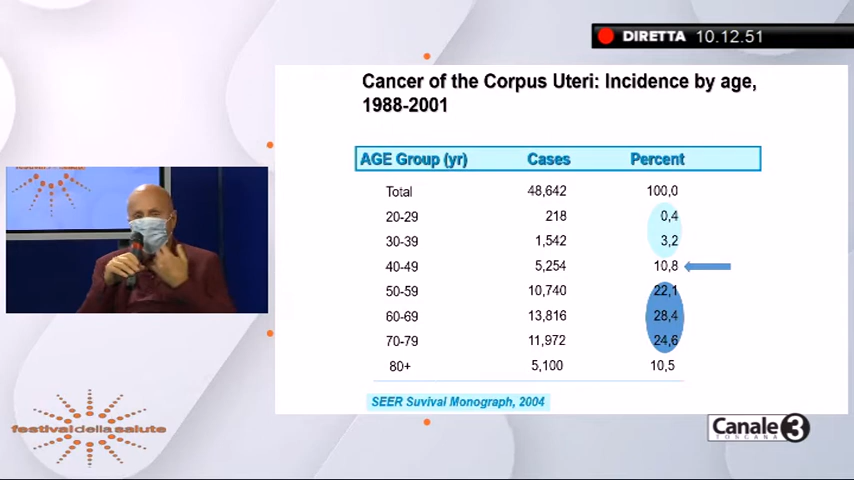 DIRETTA 10.12.51
Cancer of the Corpus Uteri: Incidence by age,
1988-2001
AGE Group (yr) Cases Percent
Total 48,642 100,0
20-29 218 0,4
30-39 1,542 3,2
40-49 5,254 10,8
50-59 10,740 22,1
60-69 13,816 28,4
70-79 11,972 24,6
80+ 5,100 10,5
SEER Suvival Monograph, 2004
festivaldellasalute
Canale 3
TOSCANA